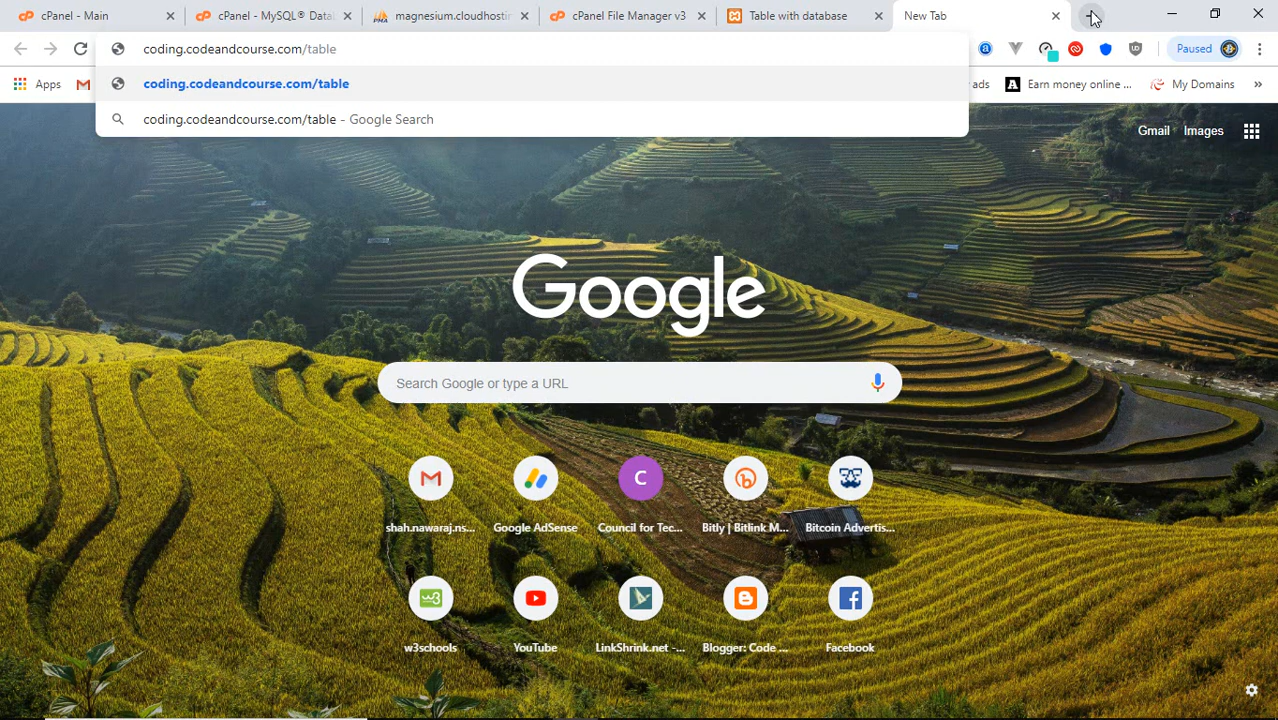 cPanel - Main
cPanel - MySQL® Data
magnesium.cloudhostin
cPanel File Manager v3
Table with database
New Tab
coding.codeandcourse.com/table
Paused
coding.codeandcourse.com/table
coding.codeandcourse.com/table - Google Search
Apps
ads
Earn money online ...
My Domains
»
Gmail
Images
Google
Search Google or type a URL
C
shah.nawaraj.ns...
Google AdSense
Council for Tec...
Bitly | Bitlink M...
Bitcoin Advertis...
w3schools
YouTube
LinkShrink.net -...
Blogger: Code ...
Facebook